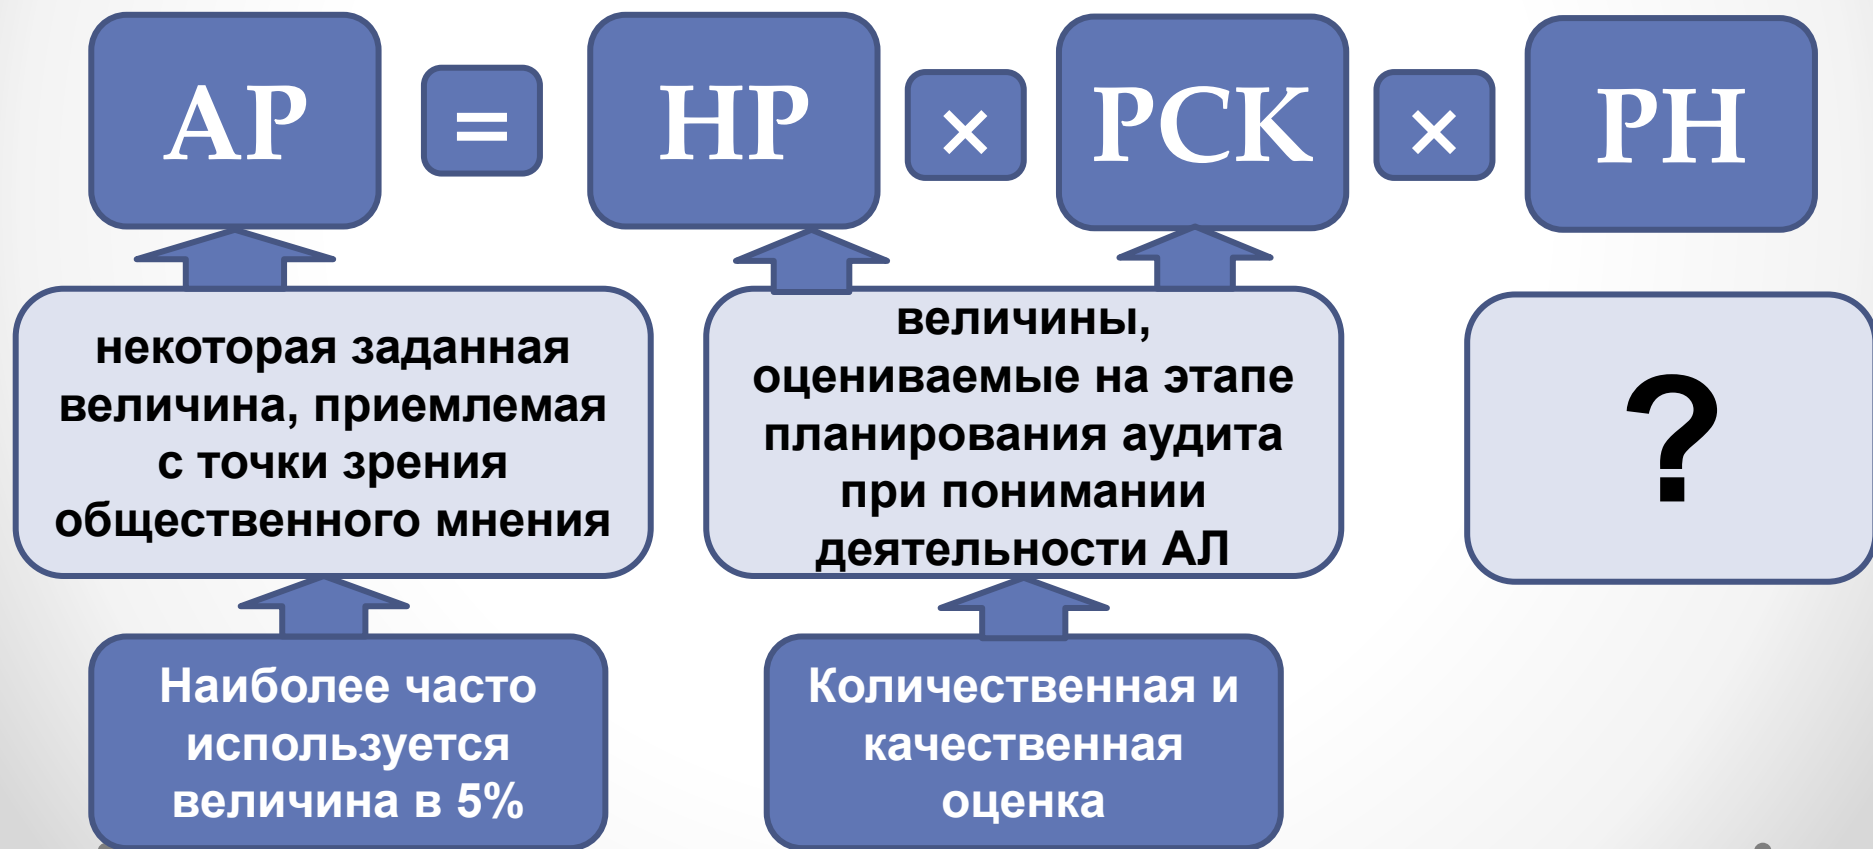 АР = НР × РСК × РН
некоторая заданная
величина, приемлемая
с точки зрения
общественного мнения
величины,
оцениваемые на этапе
планирования аудита
при понимании
деятельности АЛ
?
Наиболее часто
используется
величина в 5%
Количественная и
качественная
оценка